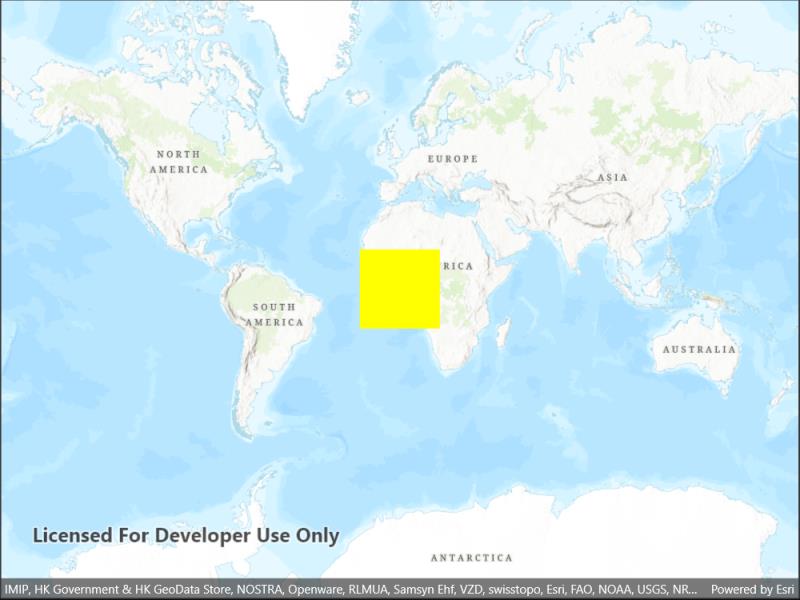 NORTH
AMERICA
EUROPE
ASIA
RICA
SOUTH
AMERICA
AUSTRALIA
Licensed For Developer Use Only
ANTARCTICA
IMIP, HK Government & HK GeoData Store, NOSTRA, Openware, RLMUA, Samsyn Ehf, VZD, swisstopo, Esri, FAO, NOAA, USGS, NR... Powered by Esri